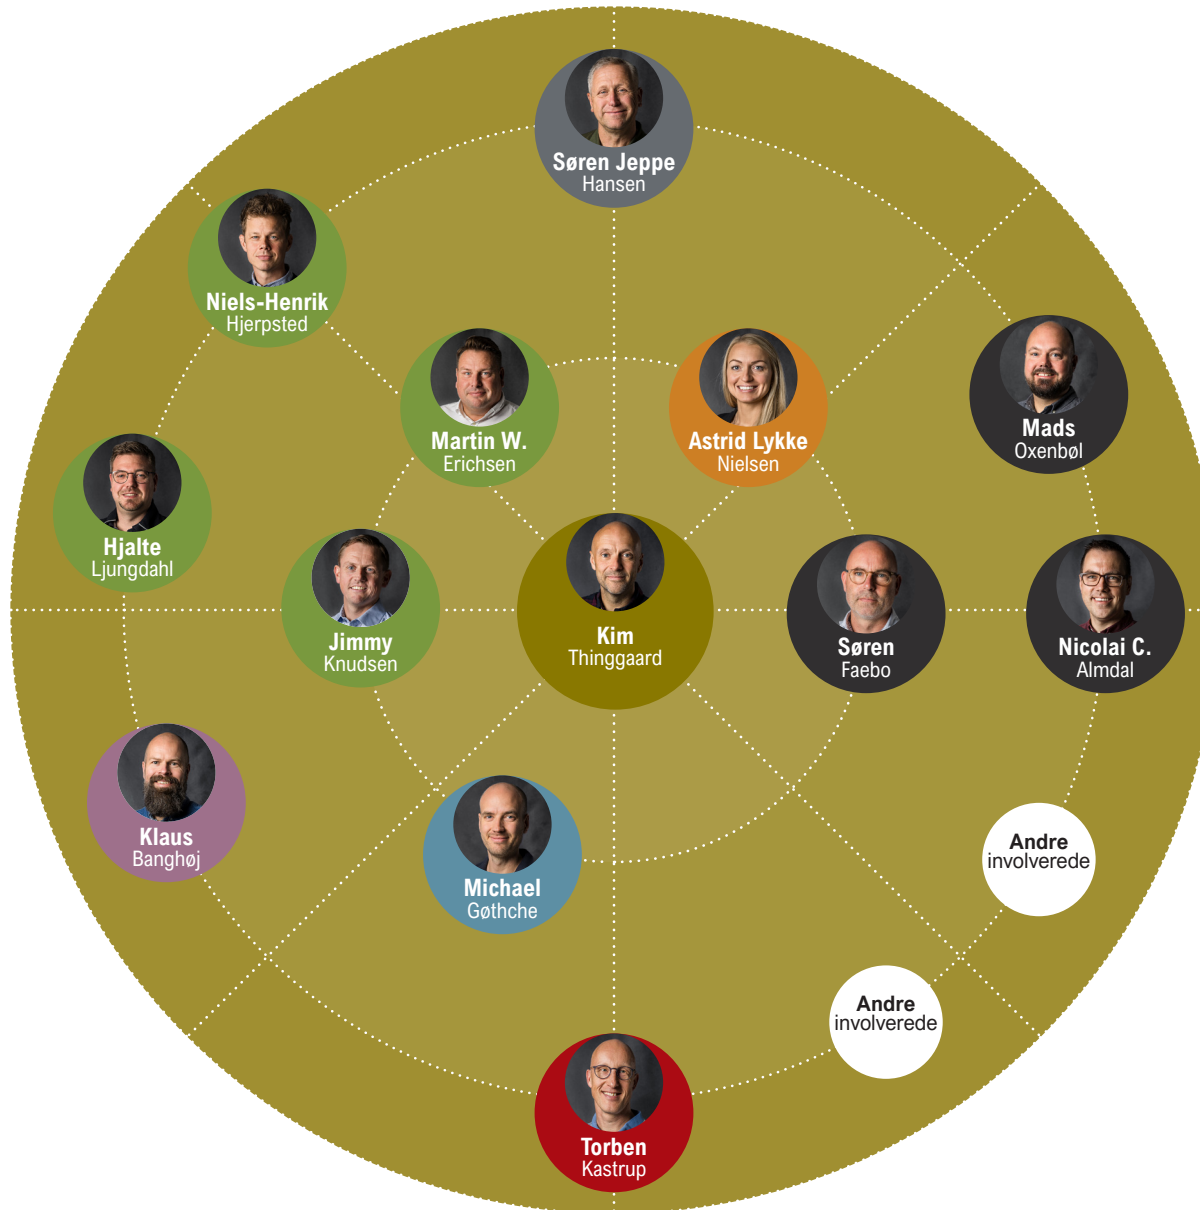 Søren Jeppe
Hansen
Niels-Henrik
Hjerpsted
Martin W.
Erichsen
Astrid Lykke
Nielsen
Mads
Oxenbøl
Hjalte
Ljungdahl
Jimmy
Knudsen
Kim
Thinggaard
Søren
Faebo
Nicolai C.
Almdal
Klaus
Banghøj
Michael
Gøthche
Andre
involverede
Andre
involverede
Torben
Kastrup